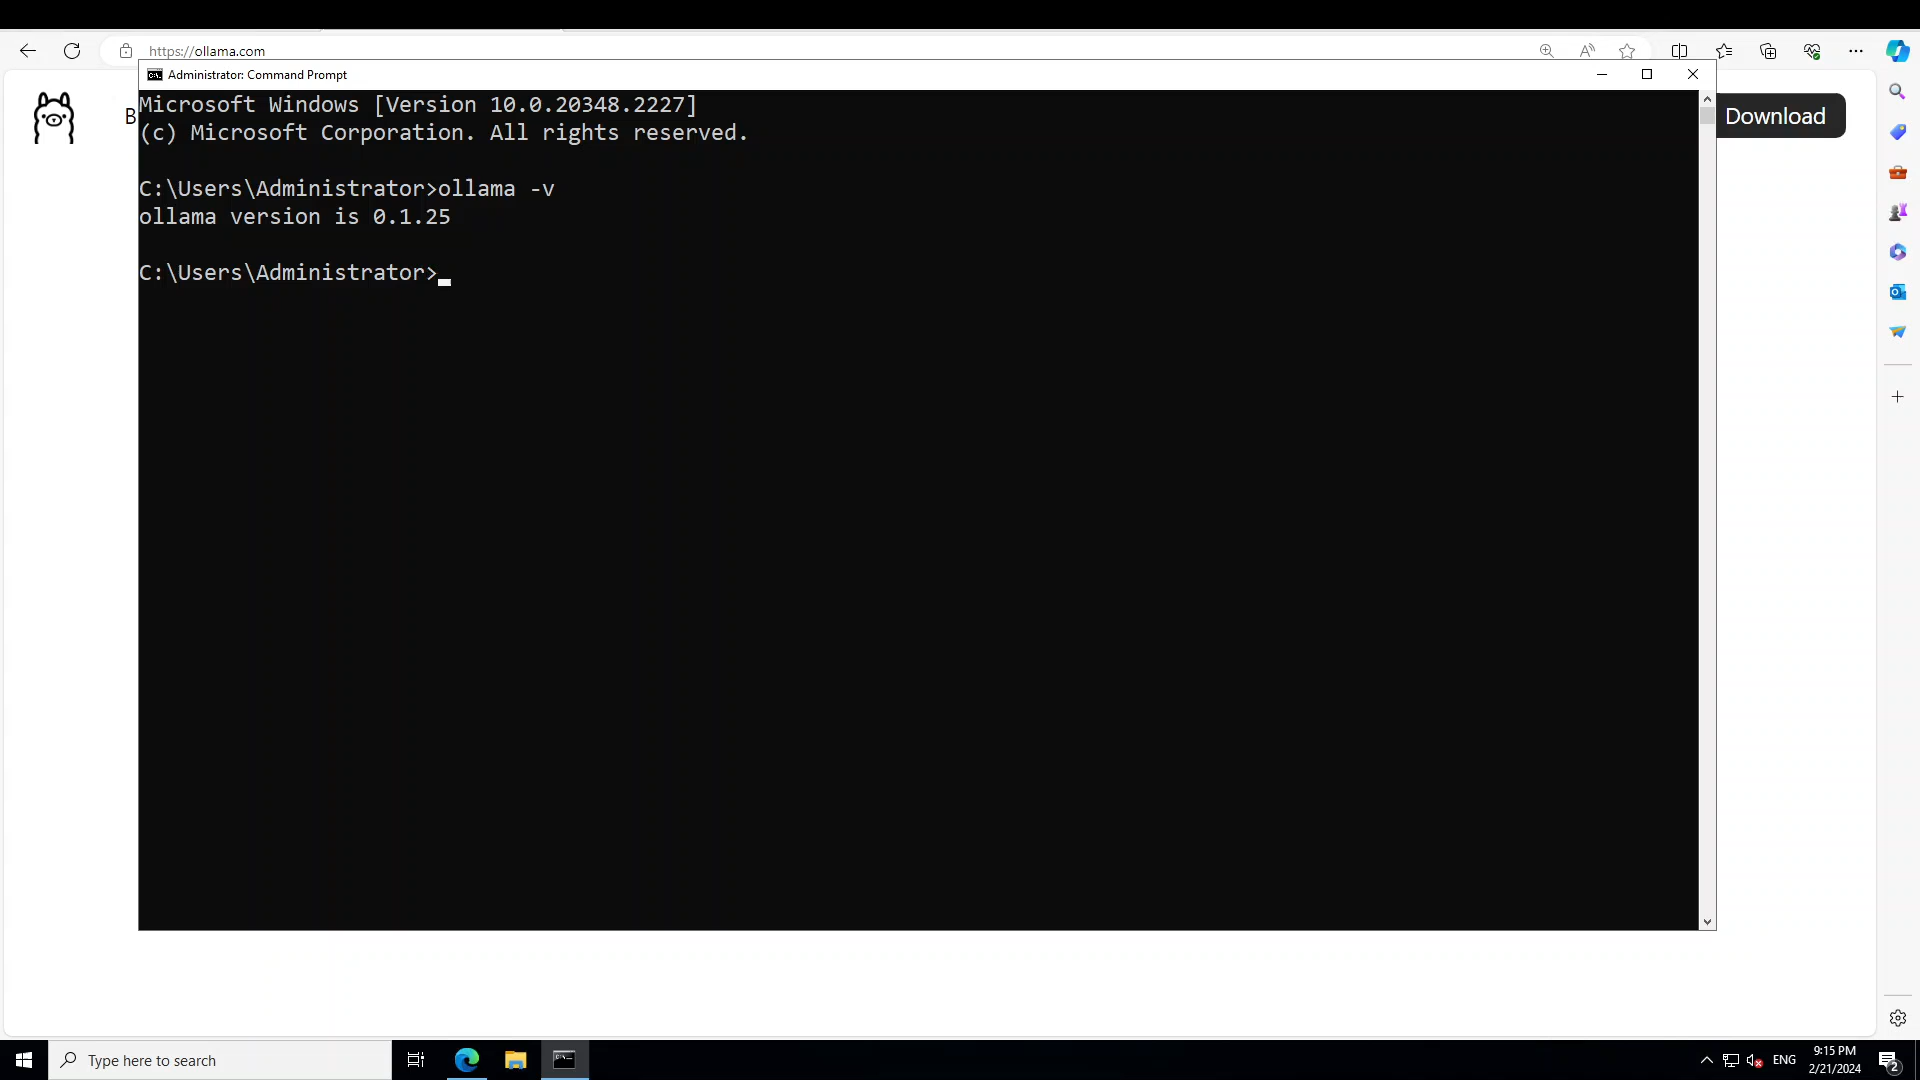 https://ollama.com
Administrator: Command Prompt
Microsoft Windows [Version 10.0.20348.2227]
(c) Microsoft Corporation. All rights reserved.
C:\Users\Administrator>ollama -v
ollama version is 0.1.25
C:\Users\Administrator>
B
Download
Type here to search
ENG
9:15 PM
2/21/2024
2